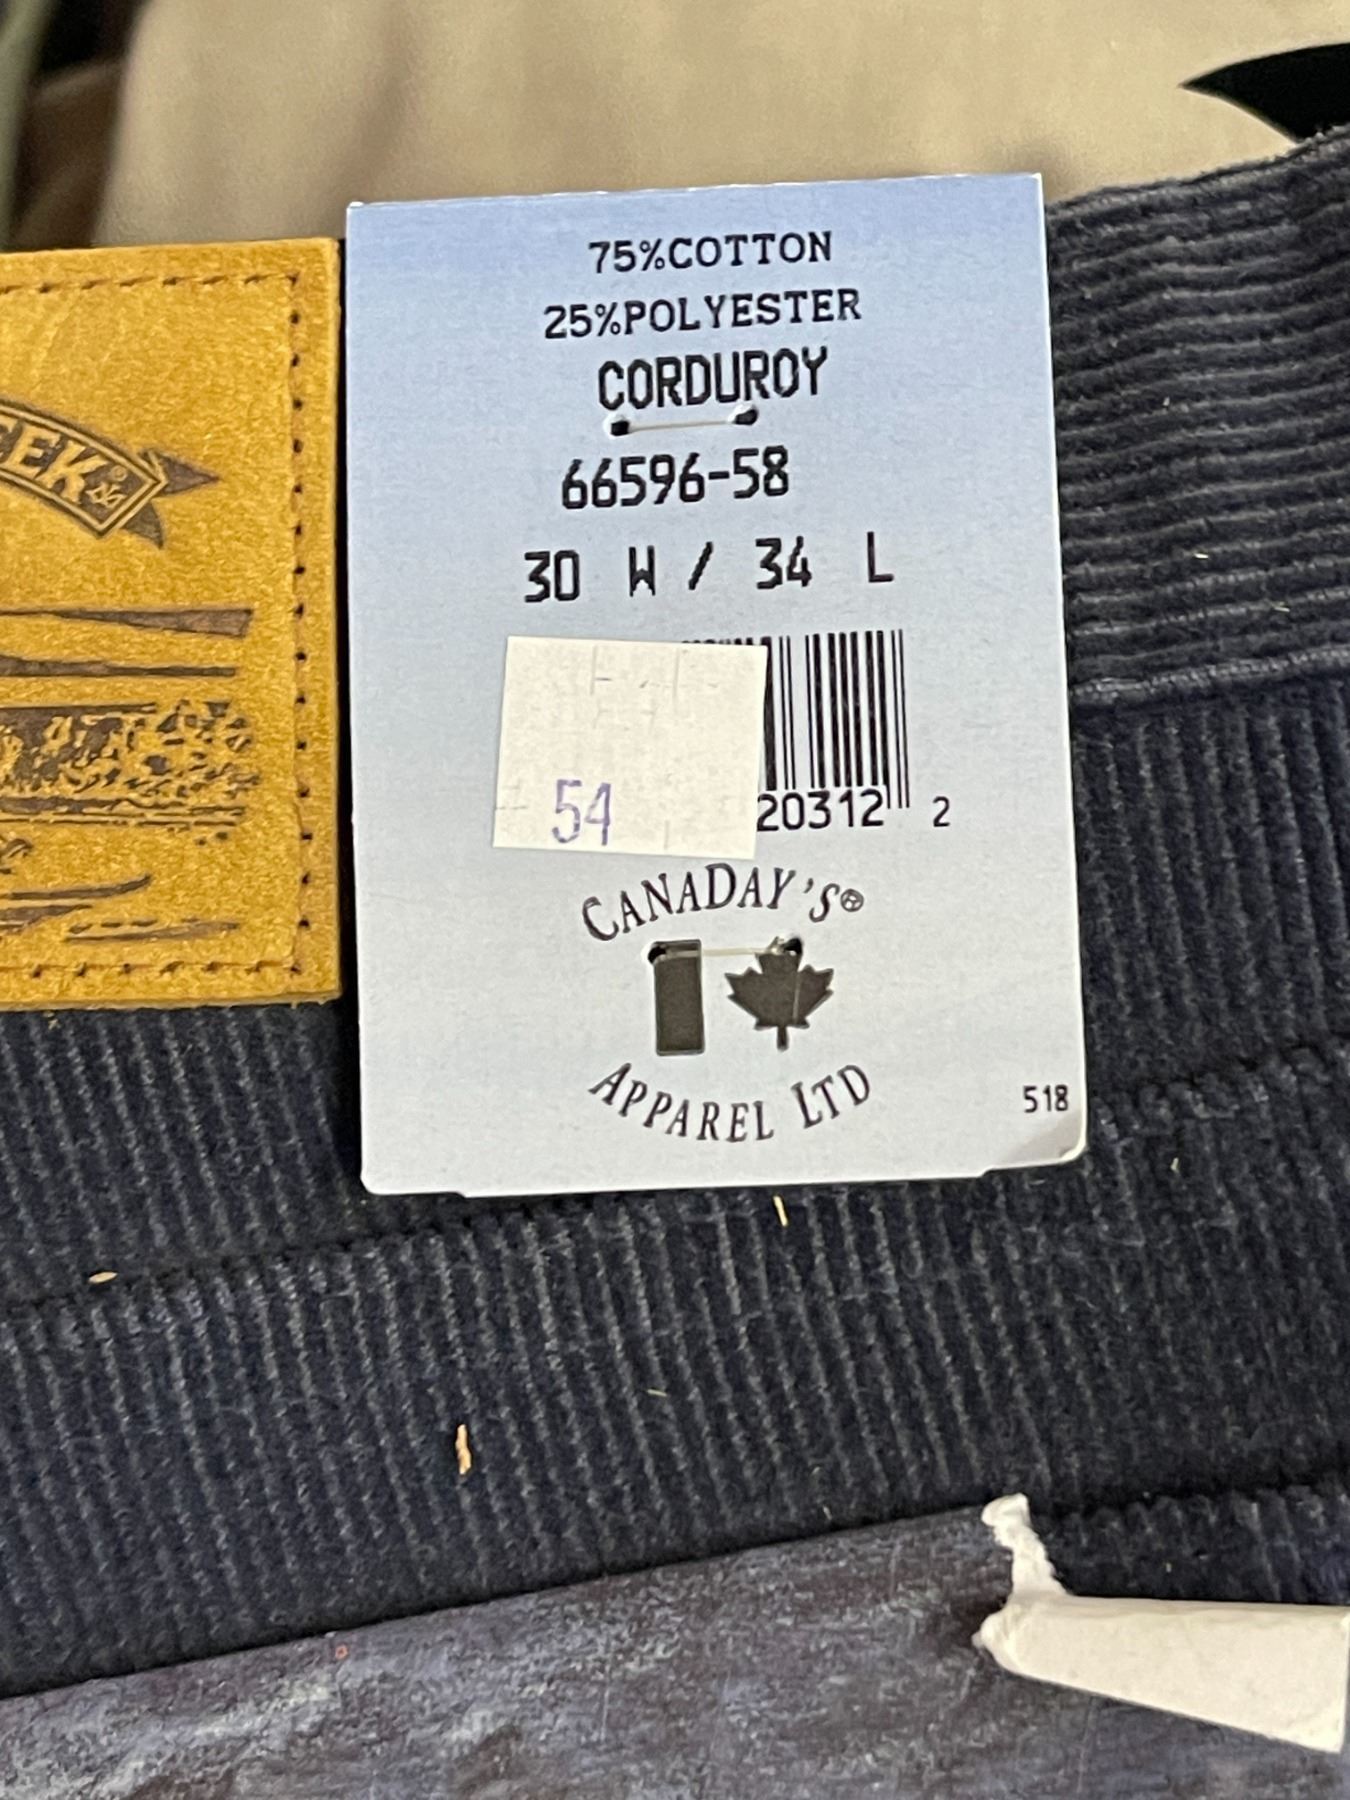 75%COTTON
25%POLYESTER
CORDUROY
66596-58
30 W / 34 L
54
20312 2
CANADAY'S®
APPAREL LTD
518